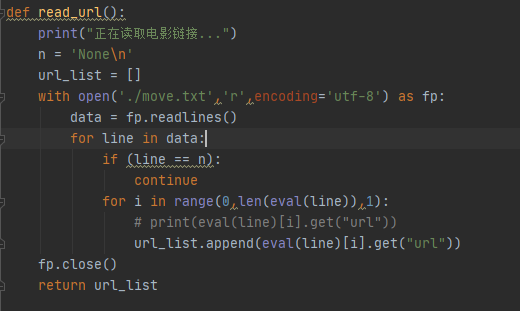 def read_url():
    print("正在读取电影链接...")
    n = 'None\n'
    url_list = []
    with open('./move.txt','r',encoding='utf-8') as fp:
        data = fp.readlines()
        for line in data:
            if (line == n):
                continue
            for i in range(0,len(eval(line)),1):
                # print(eval(line)[i].get("url"))
                url_list.append(eval(line)[i].get("url"))
    fp.close()
    return url_list